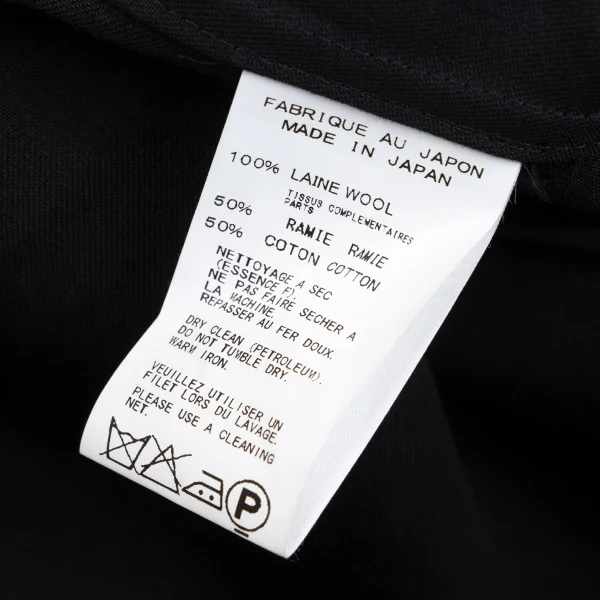 FABRIQUE AU JAPON
MADE IN JAPAN
100% LAINE WOOL
TISSUS COMPLEMENTAIRES
PARTS
50% RAMIE RAMIE
50% COTON COTTON
NETTOYAGE A SEC
(ESSENCE F).
NE PAS FAIRE SECHER A
LA MACHINE.
REPASSER AU FER DOUX.
DRY CLEAN (PETROLEUM).
DO NOT TUMBLE DRY.
WARM IRON.
VEUILLEZ UTILISER UN
FILET LORS DU LAVAGE.
PLEASE USE A CLEANING
NET.
P